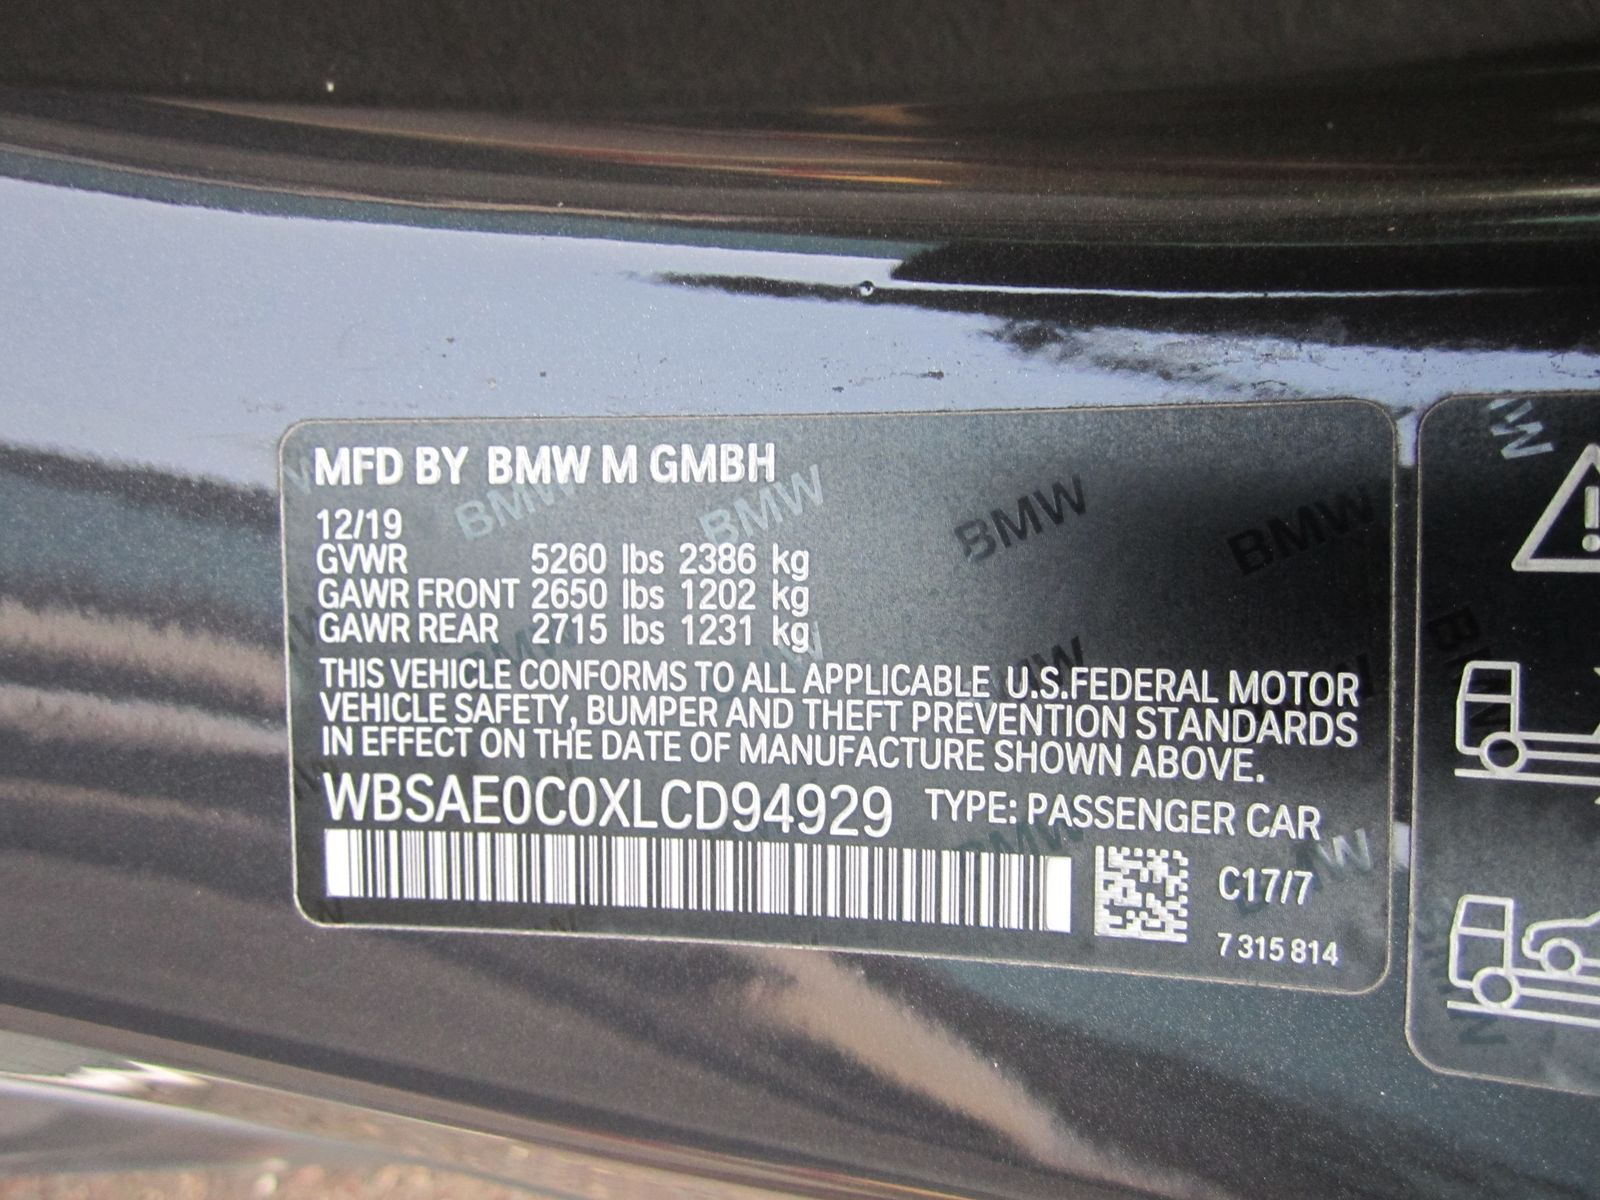 MFD BY BMW M GMBH
12/19
GVWR 5260 lbs 2386 kg
GAWR FRONT 2650 lbs 1202 kg
GAWR REAR 2715 lbs 1231 kg
THIS VEHICLE CONFORMS TO ALL APPLICABLE U.S.FEDERAL MOTOR
VEHICLE SAFETY, BUMPER AND THEFT PREVENTION STANDARDS
IN EFFECT ON THE DATE OF MANUFACTURE SHOWN ABOVE.
WBSAE0C0XLCD94929 TYPE: PASSENGER CAR
C17/7
7 315 814